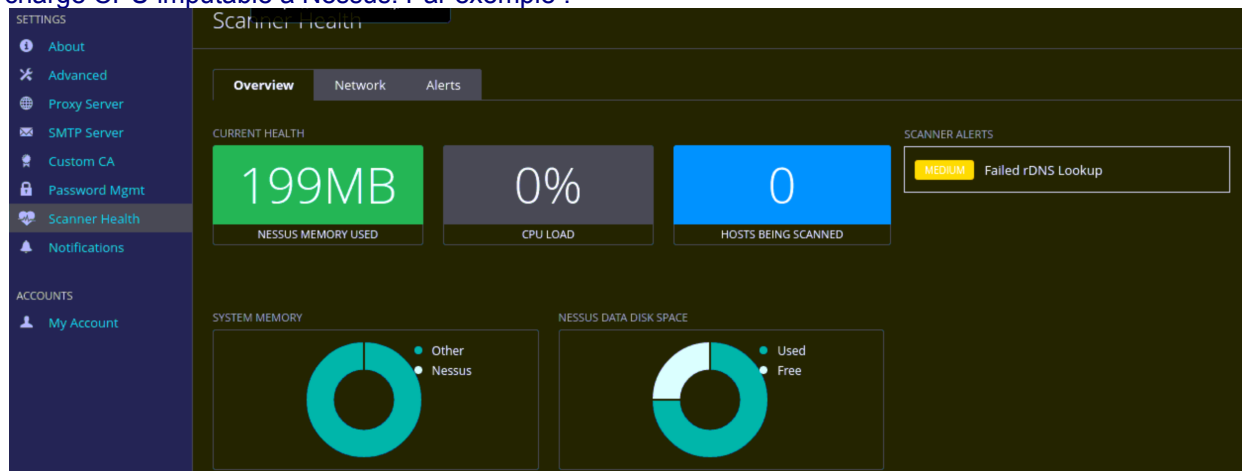 charge CPU imputable à Nessus. Par exemple :
SETTINGS
About
Advanced
Proxy Server
SMTP Server
Custom CA
Password Mgmt
Scanner Health
Notifications
ACCOUNTS
My Account
Scanner Health
Overview Network Alerts
CURRENT HEALTH
199MB
NESSUS MEMORY USED
0%
CPU LOAD
0
HOSTS BEING SCANNED
SCANNER ALERTS
MEDIUM Failed rDNS Lookup
SYSTEM MEMORY
Other
Nessus
NESSUS DATA DISK SPACE
Used
Free